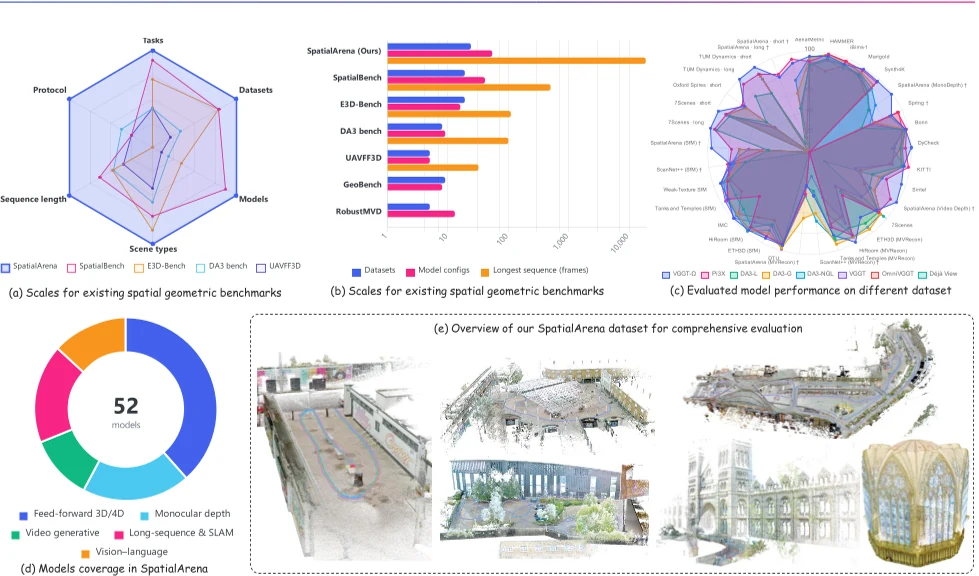 Tasks
Protocol
Datasets
Sequence length
Models
Scene types
SpatialArena
SpatialBench
E3D-Bench
DA3 bench
UAVFF3D
(a) Scales for existing spatial geometric benchmarks
SpatialArena (Ours)
SpatialBench
E3D-Bench
DA3 bench
UAVFF3D
GeoBench
RobustMVD
1
10
100
1,000
10,000
Datasets
Model configs
Longest sequence (frames)
(b) Scales for existing spatial geometric benchmarks
SpatialArena - short †
SpatialArena - long †
TUM Dynamics - short
TUM Dynamics - long
Oxford Spires - short
7Scenes - short
7Scenes - long
SpatialArena (SfM) †
ScanNet++ (SfM) †
Weak-Texture SfM
Tanks and Temples (SfM)
IMC
HiRoom (SfM)
ETH3D (SfM)
DTU
SpatialArena (MVRecon) †
ScanNet++ (MVRecon) †
Tanks and Temples (MVRecon)
HiRoom (MVRecon)
ETH3D (MVRecon)
7Scenes
SpatialArena (Video Depth) †
Sintel
KITTI
DyCheck
Bonn
Spring †
SpatialArena (MonoDepth) †
Synth4K
Marigold
HAMMER
100
VGGT-Ω
Pi3X
DA3-L
DA3-G
DA3-NGL
VGGT
OmniVGGT
Déjà View
(c) Evaluated model performance on different dataset
52
models
Feed-forward 3D/4D
Monocular depth
Video generative
Long-sequence & SLAM
Vision–language
(d) Models coverage in SpatialArena
(e) Overview of our SpatialArena dataset for comprehensive evaluation